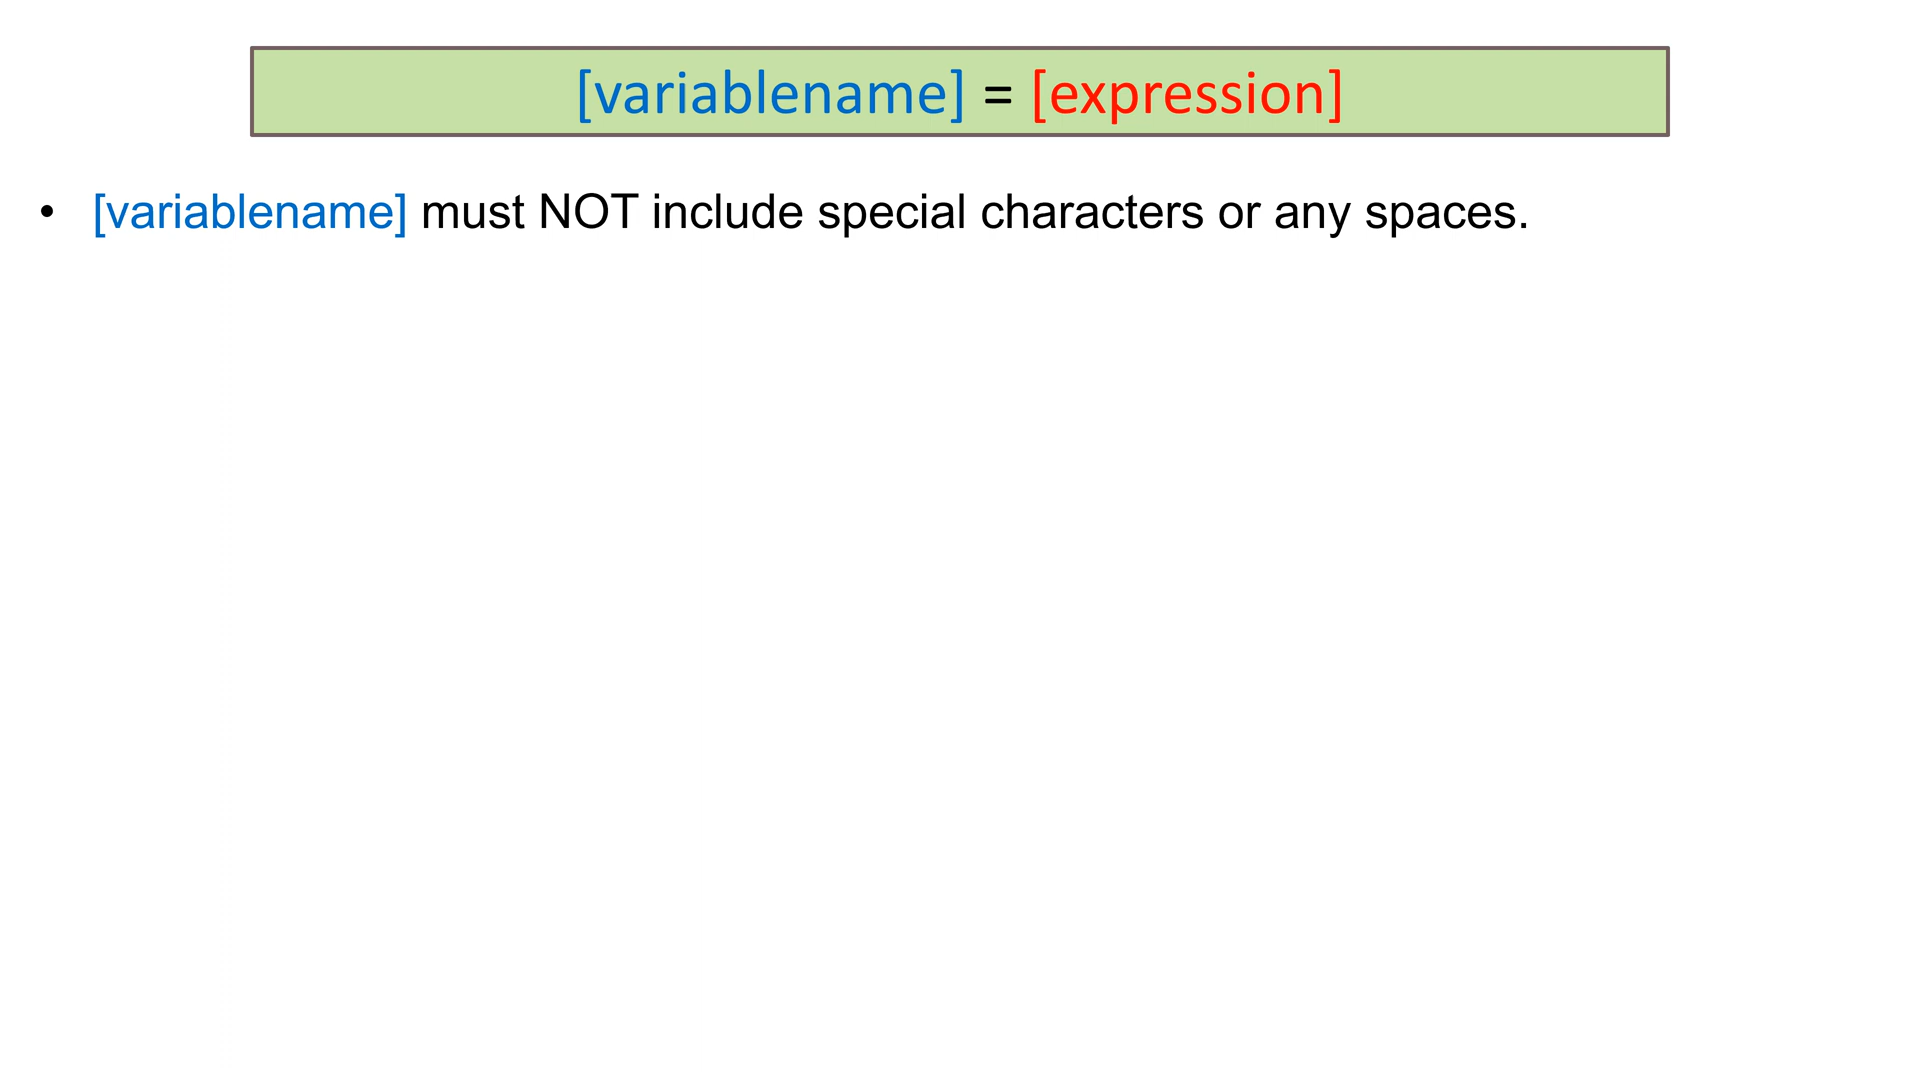 [variablename] = [expression]
• [variablename] must NOT include special characters or any spaces.